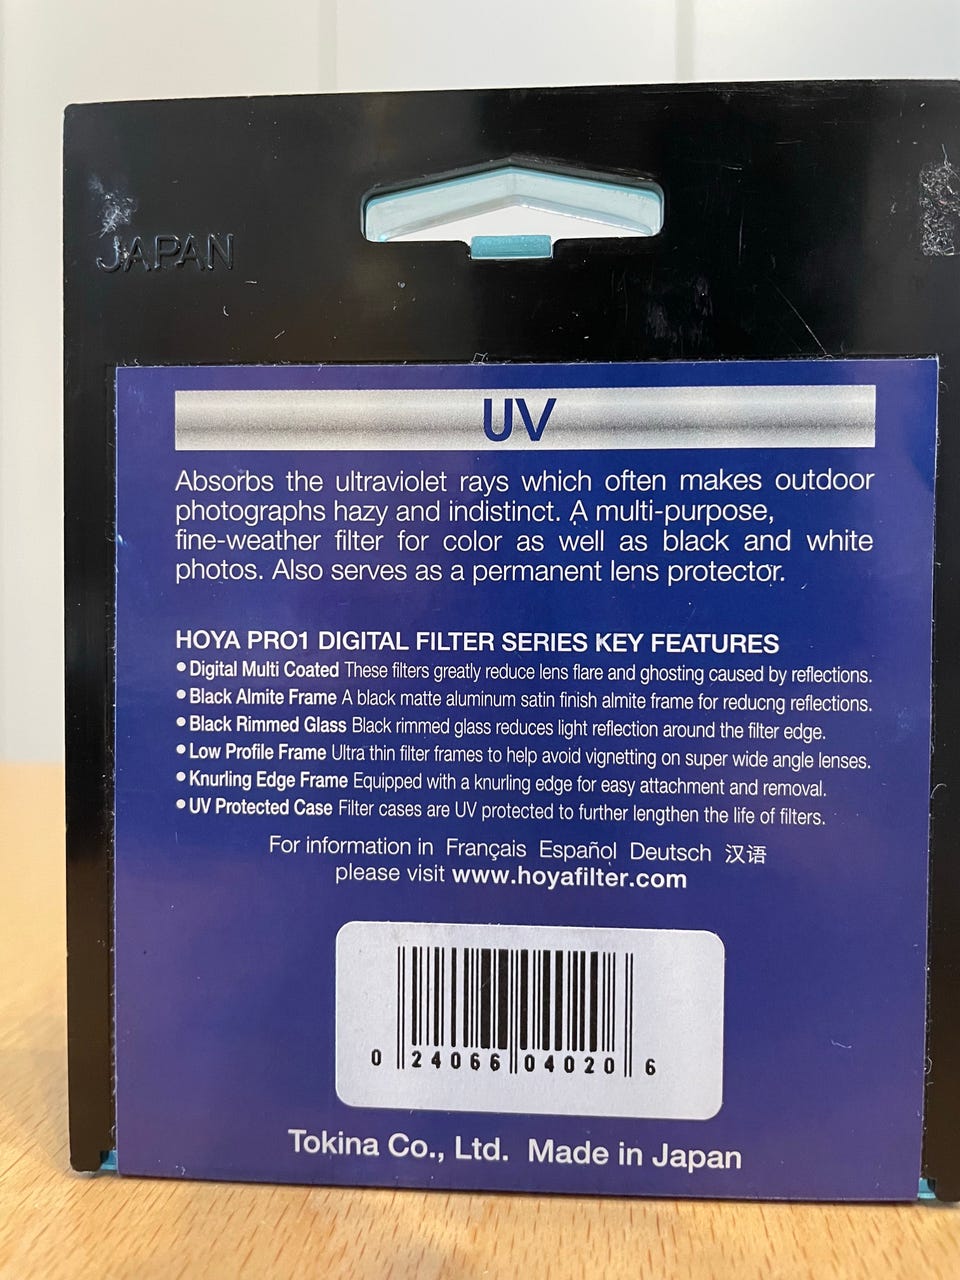 JAPAN
UV
Absorbs the ultraviolet rays which often makes outdoor
photographs hazy and indistinct. A multi-purpose,
fine-weather filter for color as well as black and white
photos. Also serves as a permanent lens protector.
HOYA PRO1 DIGITAL FILTER SERIES KEY FEATURES
• Digital Multi Coated These filters greatly reduce lens flare and ghosting caused by reflections.
• Black Almite Frame A black matte aluminum satin finish almite frame for reducng reflections.
• Black Rimmed Glass Black rimmed glass reduces light reflection around the filter edge.
• Low Profile Frame Ultra thin filter frames to help avoid vignetting on super wide angle lenses.
• Knurling Edge Frame Equipped with a knurling edge for easy attachment and removal.
• UV Protected Case Filter cases are UV protected to further lengthen the life of filters.
For information in Français Español Deutsch 汉语
please visit www.hoyafilter.com
0 24066 04020 6
Tokina Co., Ltd. Made in Japan